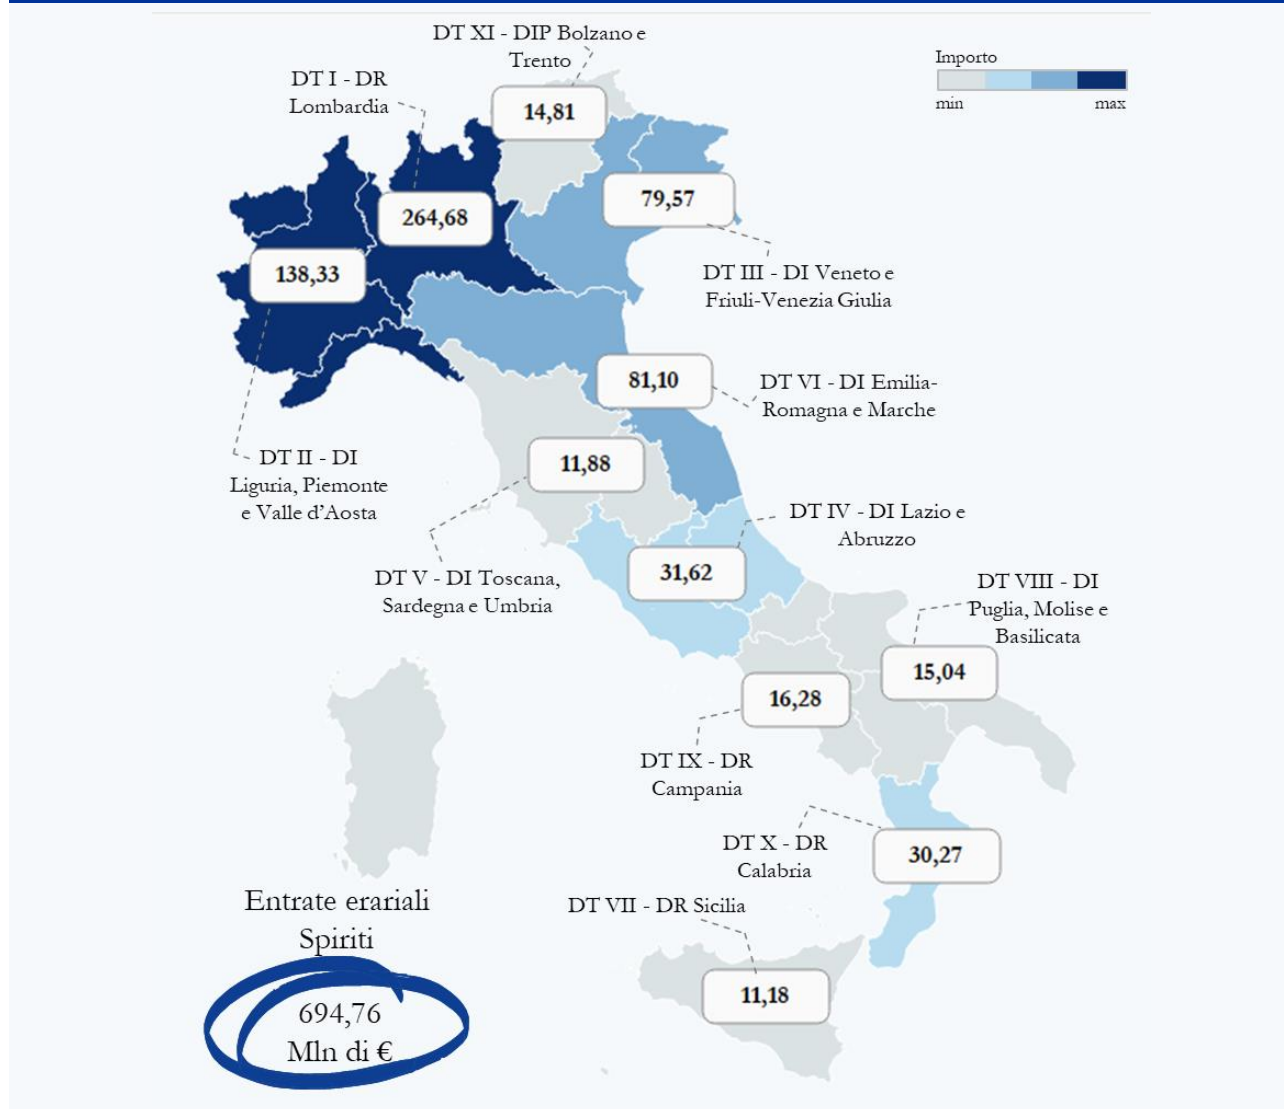 DT XI - DIP Bolzano e
Trento
14,81
Importo
min
max
DT I - DR
Lombardia
264,68
79,57
DT III - DI Veneto e
Friuli-Venezia Giulia
138,33
DT II - DI
Liguria, Piemonte
e Valle d’Aosta
81,10
DT VI - DI Emilia-
Romagna e Marche
11,88
DT V - DI Toscana,
Sardegna e Umbria
DT IV - DI Lazio e
Abruzzo
31,62
DT VIII - DI
Puglia, Molise e
Basilicata
15,04
16,28
DT IX - DR
Campania
DT X - DR
Calabria
30,27
DT VII - DR Sicilia
11,18
Entrate erariali
Spiriti
694,76
Mln di €